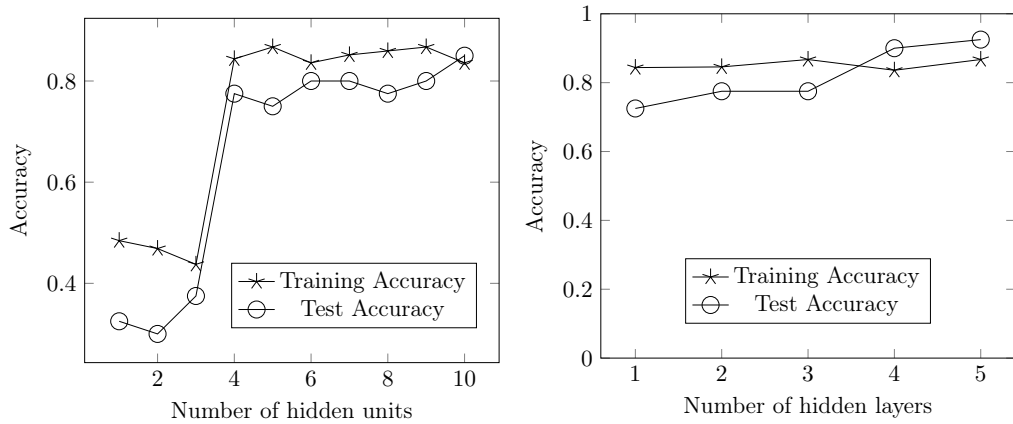 0.8
0.6
0.4
2
4
6
8
10
Accuracy
Number of hidden units
Training Accuracy
Test Accuracy
1
0.8
0.6
0.4
0.2
0
1
2
3
4
5
Accuracy
Number of hidden layers
Training Accuracy
Test Accuracy